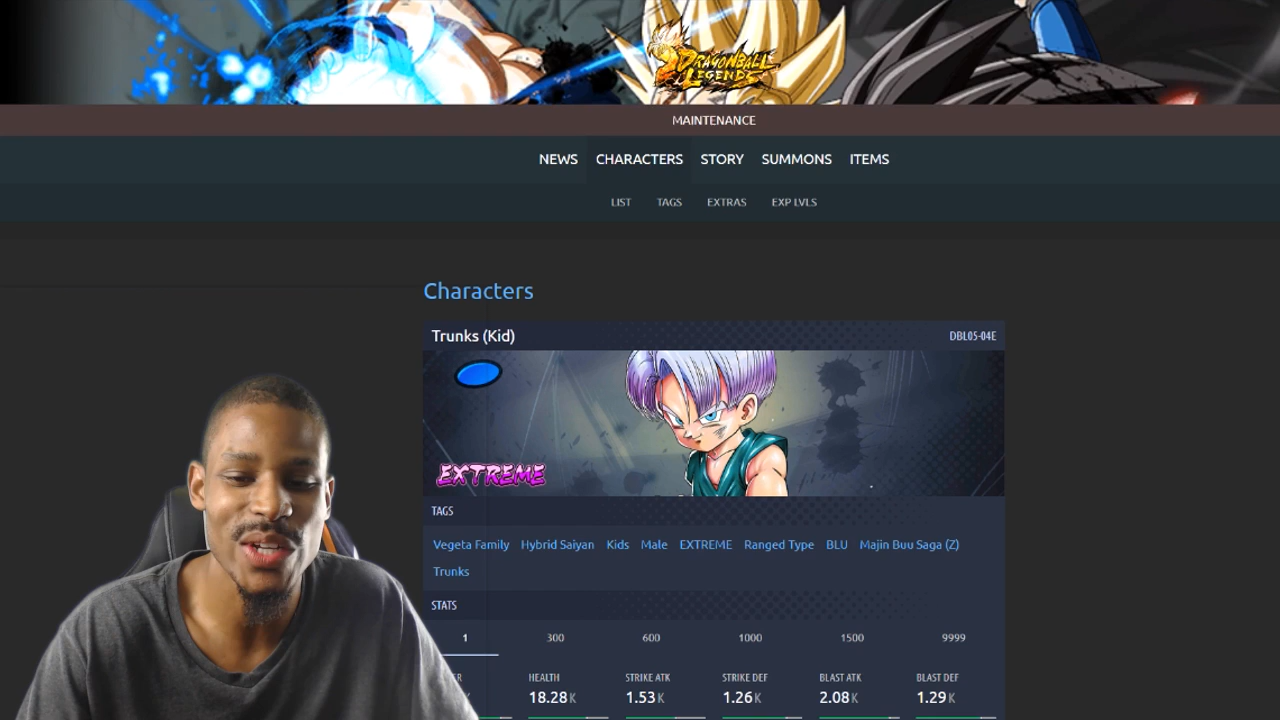 DRAGONBALL
LEGENDS
MAINTENANCE
NEWS CHARACTERS STORY SUMMONS ITEMS
LIST TAGS EXTRAS EXP LVLS
Characters
Trunks (Kid) DBL05-04E
EXTREME
TAGS
Vegeta Family Hybrid Saiyan Kids Male EXTREME Ranged Type BLU Majin Buu Saga (Z)
Trunks
STATS
1 300 600 1000 1500 9999
HEALTH STRIKE ATK STRIKE DEF BLAST ATK BLAST DEF
18.28K 1.53K 1.26K 2.08K 1.29K